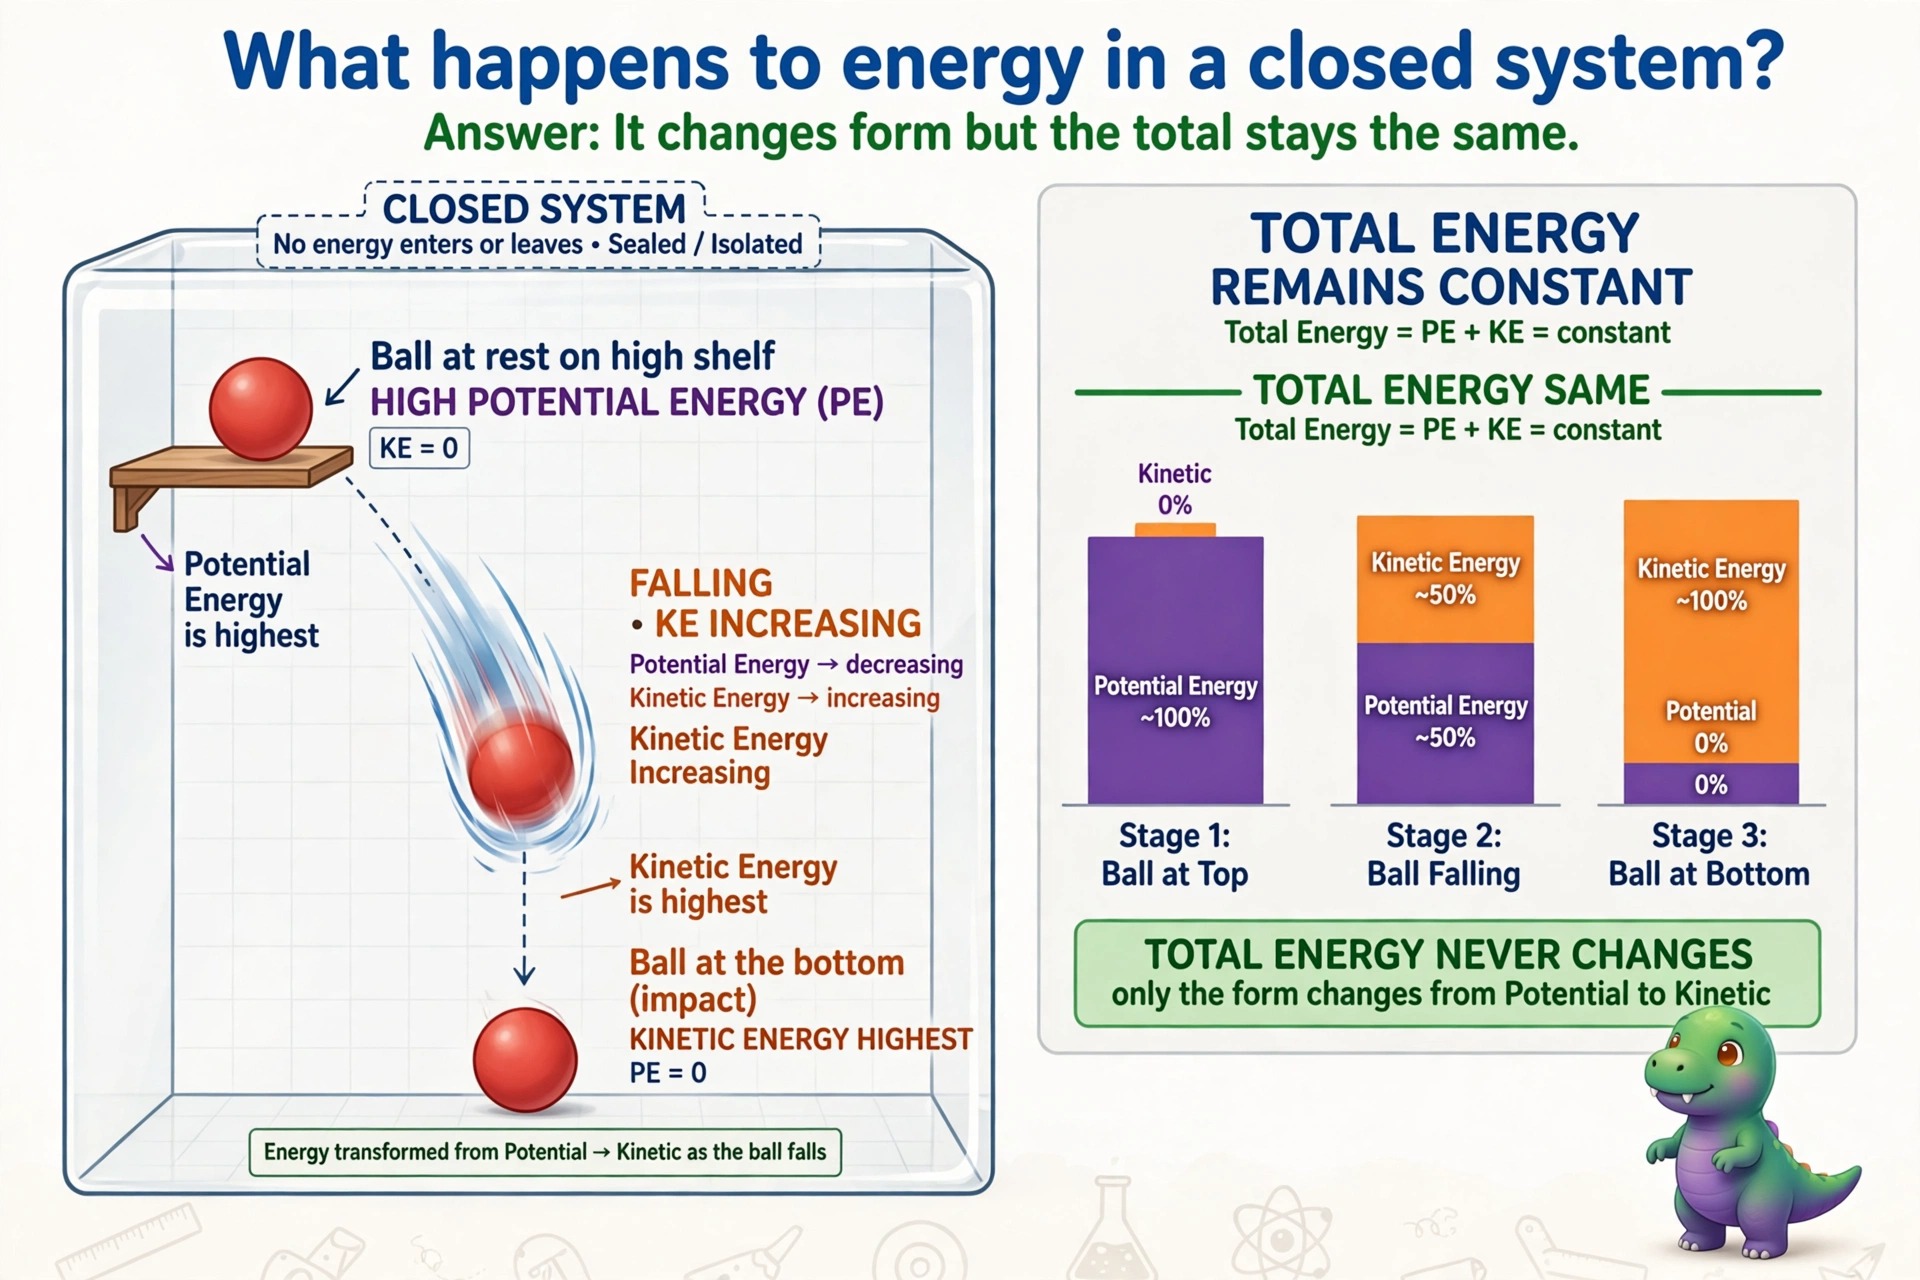 What happens to energy in a closed system?
Answer: It changes form but the total stays the same.
CLOSED SYSTEM
No energy enters or leaves • Sealed / Isolated
Ball at rest on high shelf
HIGH POTENTIAL ENERGY (PE)
KE = 0
Potential
Energy
is highest
FALLING
• KE INCREASING
Potential Energy → decreasing
Kinetic Energy → increasing
Kinetic Energy
Increasing
Kinetic Energy
is highest
Ball at the bottom
(impact)
KINETIC ENERGY HIGHEST
PE = 0
Energy transformed from Potential → Kinetic as the ball falls
TOTAL ENERGY
REMAINS CONSTANT
Total Energy = PE + KE = constant
TOTAL ENERGY SAME
Total Energy = PE + KE = constant
Kinetic
0%
Potential Energy
~100%
Stage 1:
Ball at Top
Kinetic Energy
~50%
Potential Energy
~50%
Stage 2:
Ball Falling
Kinetic Energy
~100%
Potential
0%
0%
Stage 3:
Ball at Bottom
TOTAL ENERGY NEVER CHANGES
only the form changes from Potential to Kinetic